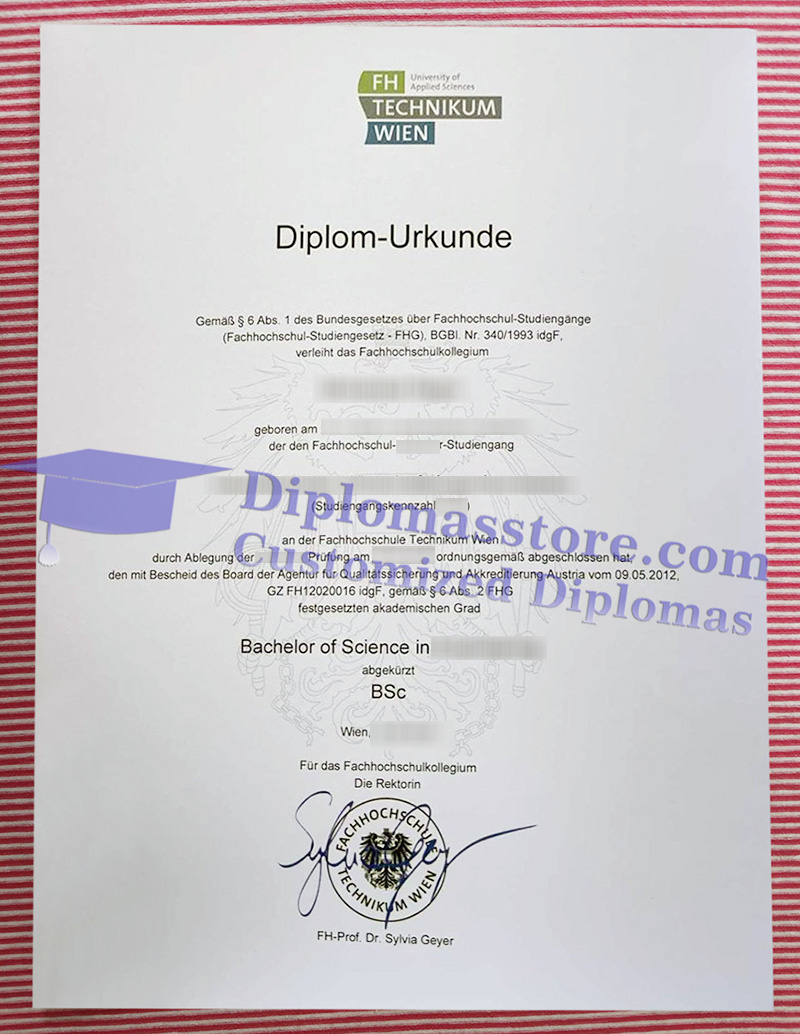 FH University of
Applied Sciences
TECHNIKUM
WIEN
Diplom-Urkunde
Gemäß § 6 Abs. 1 des Bundesgesetzes über Fachhochschul-Studiengänge
(Fachhochschul-Studiengesetz - FHG), BGBl. Nr. 340/1993 idgF,
verleiht das Fachhochschulkollegium
geboren am
der den Fachhochschul- r-Studiengang
(Studiengangskennzahl )
an der Fachhochschule Technikum Wien
durch Ablegung der Prüfung am ordnungsgemäß abgeschlossen hat,
den mit Bescheid des Board der Agentur für Qualitätssicherung und Akkreditierung Austria vom 09.05.2012,
GZ FH12020016 idgF, gemäß § 6 Abs. 2 FHG
festgesetzten akademischen Grad
Bachelor of Science in
abgekürzt
BSc
Wien,
Für das Fachhochschulkollegium
Die Rektorin
FACHHOCHSCHULE
TECHNIKUM WIEN
FH-Prof. Dr. Sylvia Geyer
Diplomasstore.com
Customized Diplomas